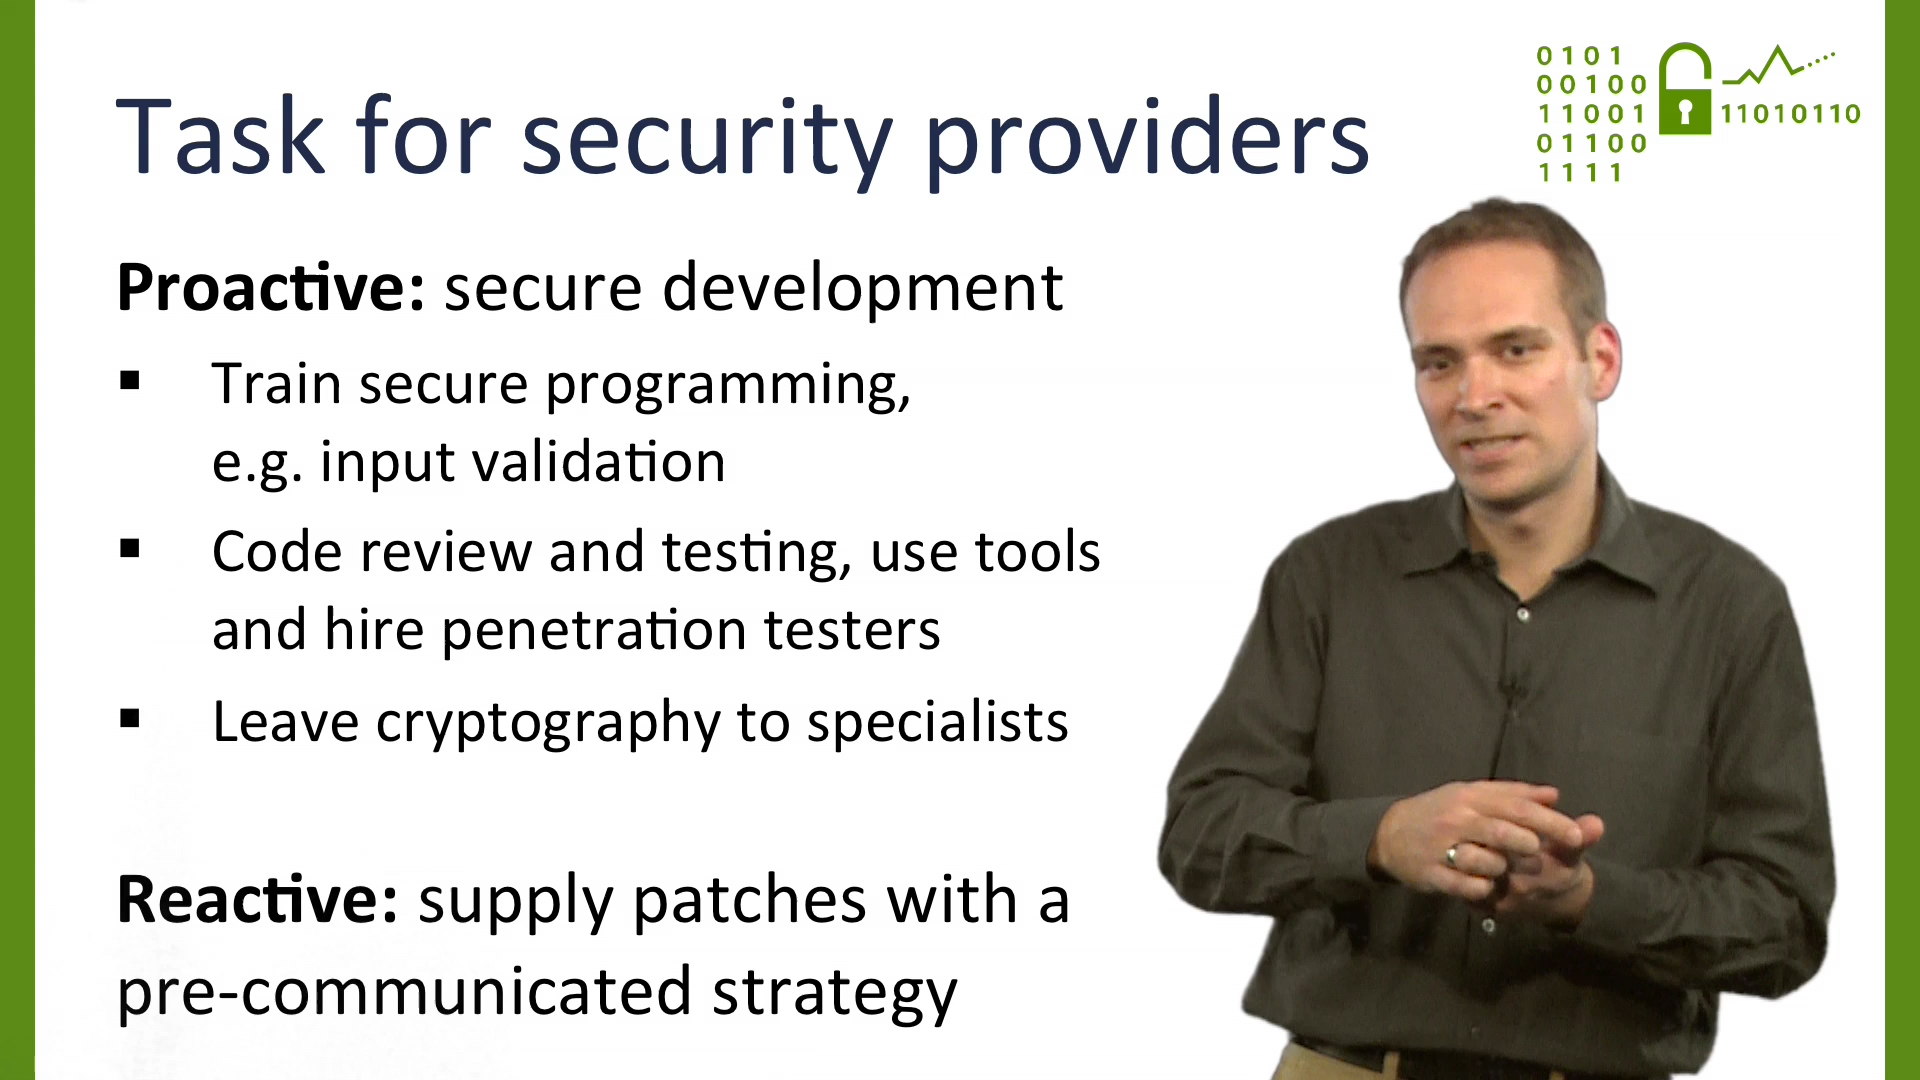 Task for security providers
0101
00100
11001
01100
1111
11010110
Proactive: secure development
▪ Train secure programming,
e.g. input validation
▪ Code review and testing, use tools
and hire penetration testers
▪ Leave cryptography to specialists
Reactive: supply patches with a
pre-communicated strategy